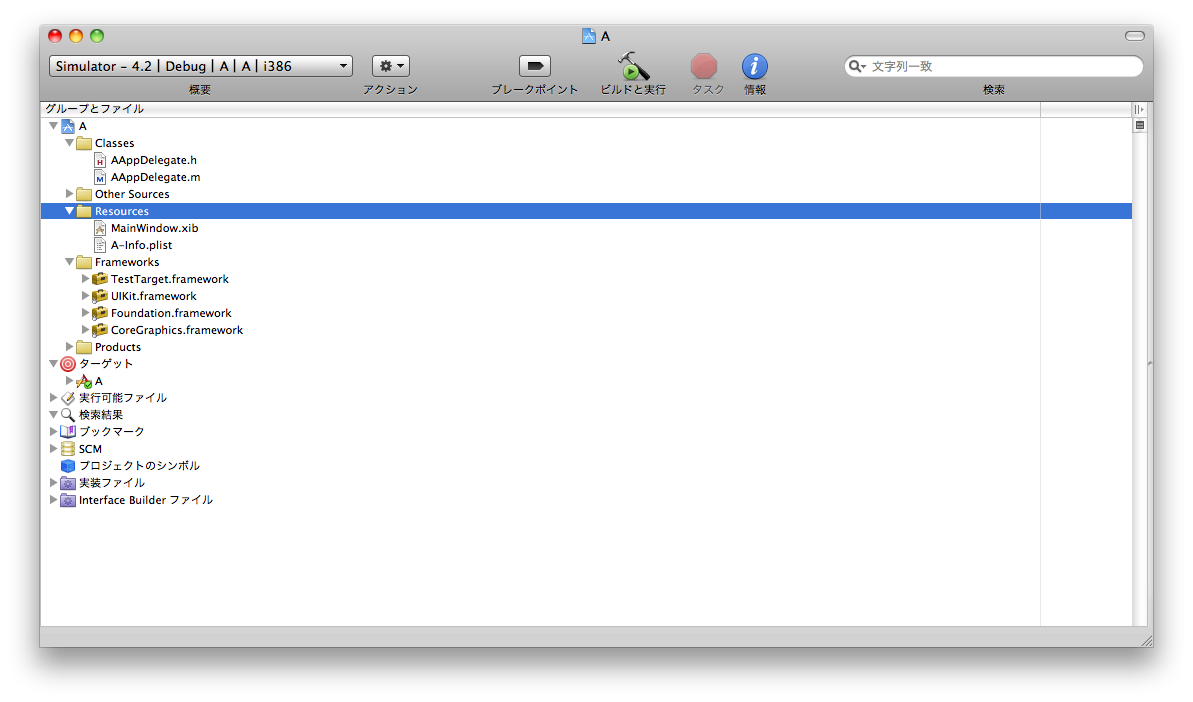 A
Simulator – 4.2 | Debug | A | A | i386
文字列一致
概要
アクション
ブレークポイント
ビルドと実行
タスク
情報
検索
グループとファイル
A
Classes
AAppDelegate.h
AAppDelegate.m
Other Sources
Resources
MainWindow.xib
A-Info.plist
Frameworks
TestTarget.framework
UIKit.framework
Foundation.framework
CoreGraphics.framework
Products
ターゲット
A
実行可能ファイル
検索結果
ブックマーク
SCM
プロジェクトのシンボル
実装ファイル
Interface Builder ファイル